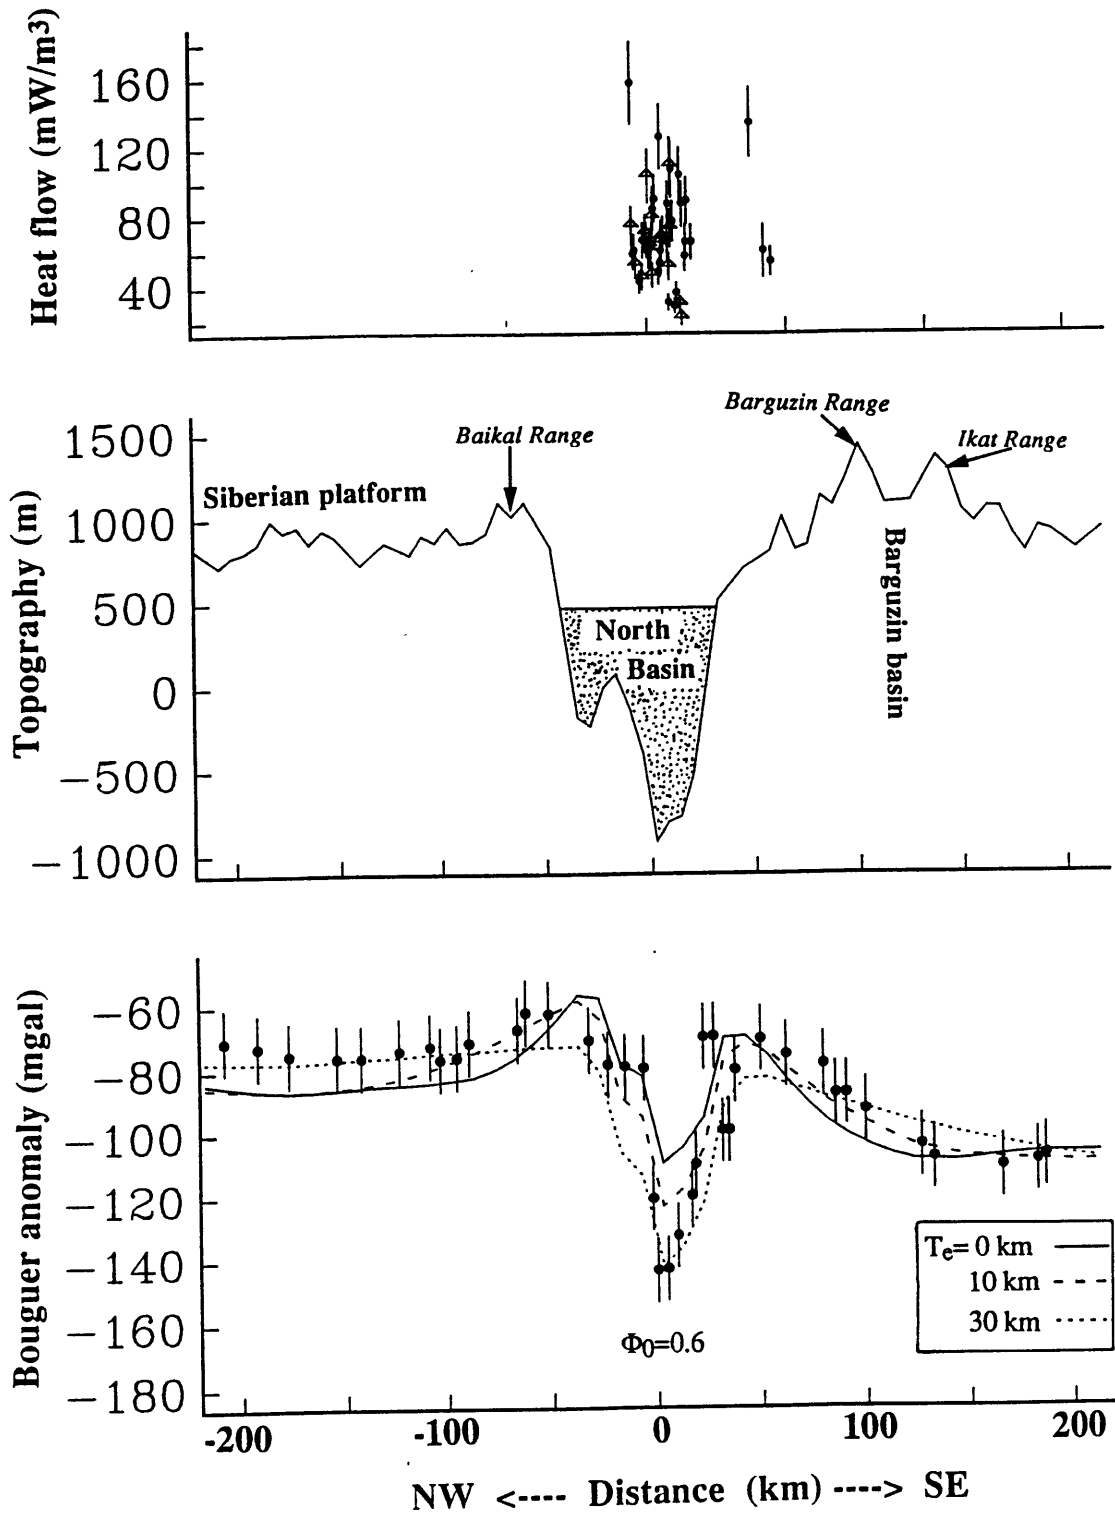 Heat flow (mW/m3)
160
120
80
40
Topography (m)
1500
1000
500
0
−500
−1000
Siberian platform
Baikal Range
Barguzin Range
Ikat Range
North
Basin
Barguzin basin
Bouguer anomaly (mgal)
−60
−80
−100
−120
−140
−160
−180
Φ0=0.6
Te= 0 km
10 km
30 km
-200 -100 0 100 200
NW <---- Distance (km) ----> SE